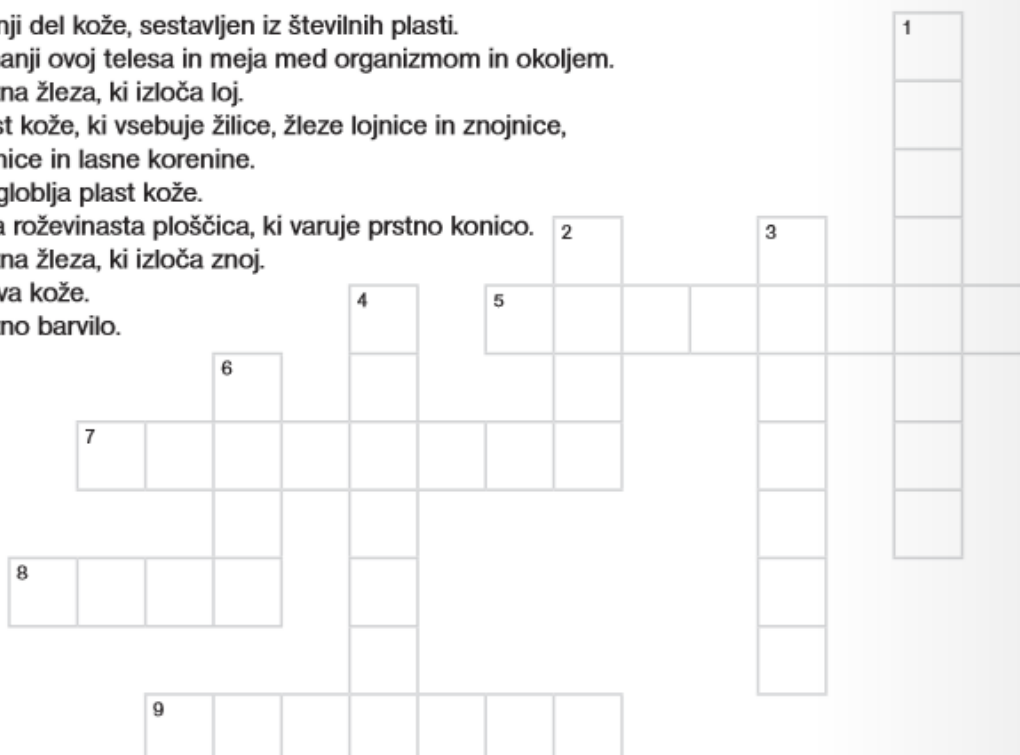 nji del kože, sestavljen iz številnih plasti.
anji ovoj telesa in meja med organizmom in okoljem.
na žleza, ki izloča loj.
st kože, ki vsebuje žilice, žleze lojnice in znojnice,
nice in lasne korenine.
globlja plast kože.
a roževinasta ploščica, ki varuje prstno konico.
na žleza, ki izloča znoj.
va kože.
no barvilo.
1
2
3
4
5
6
7
8
9